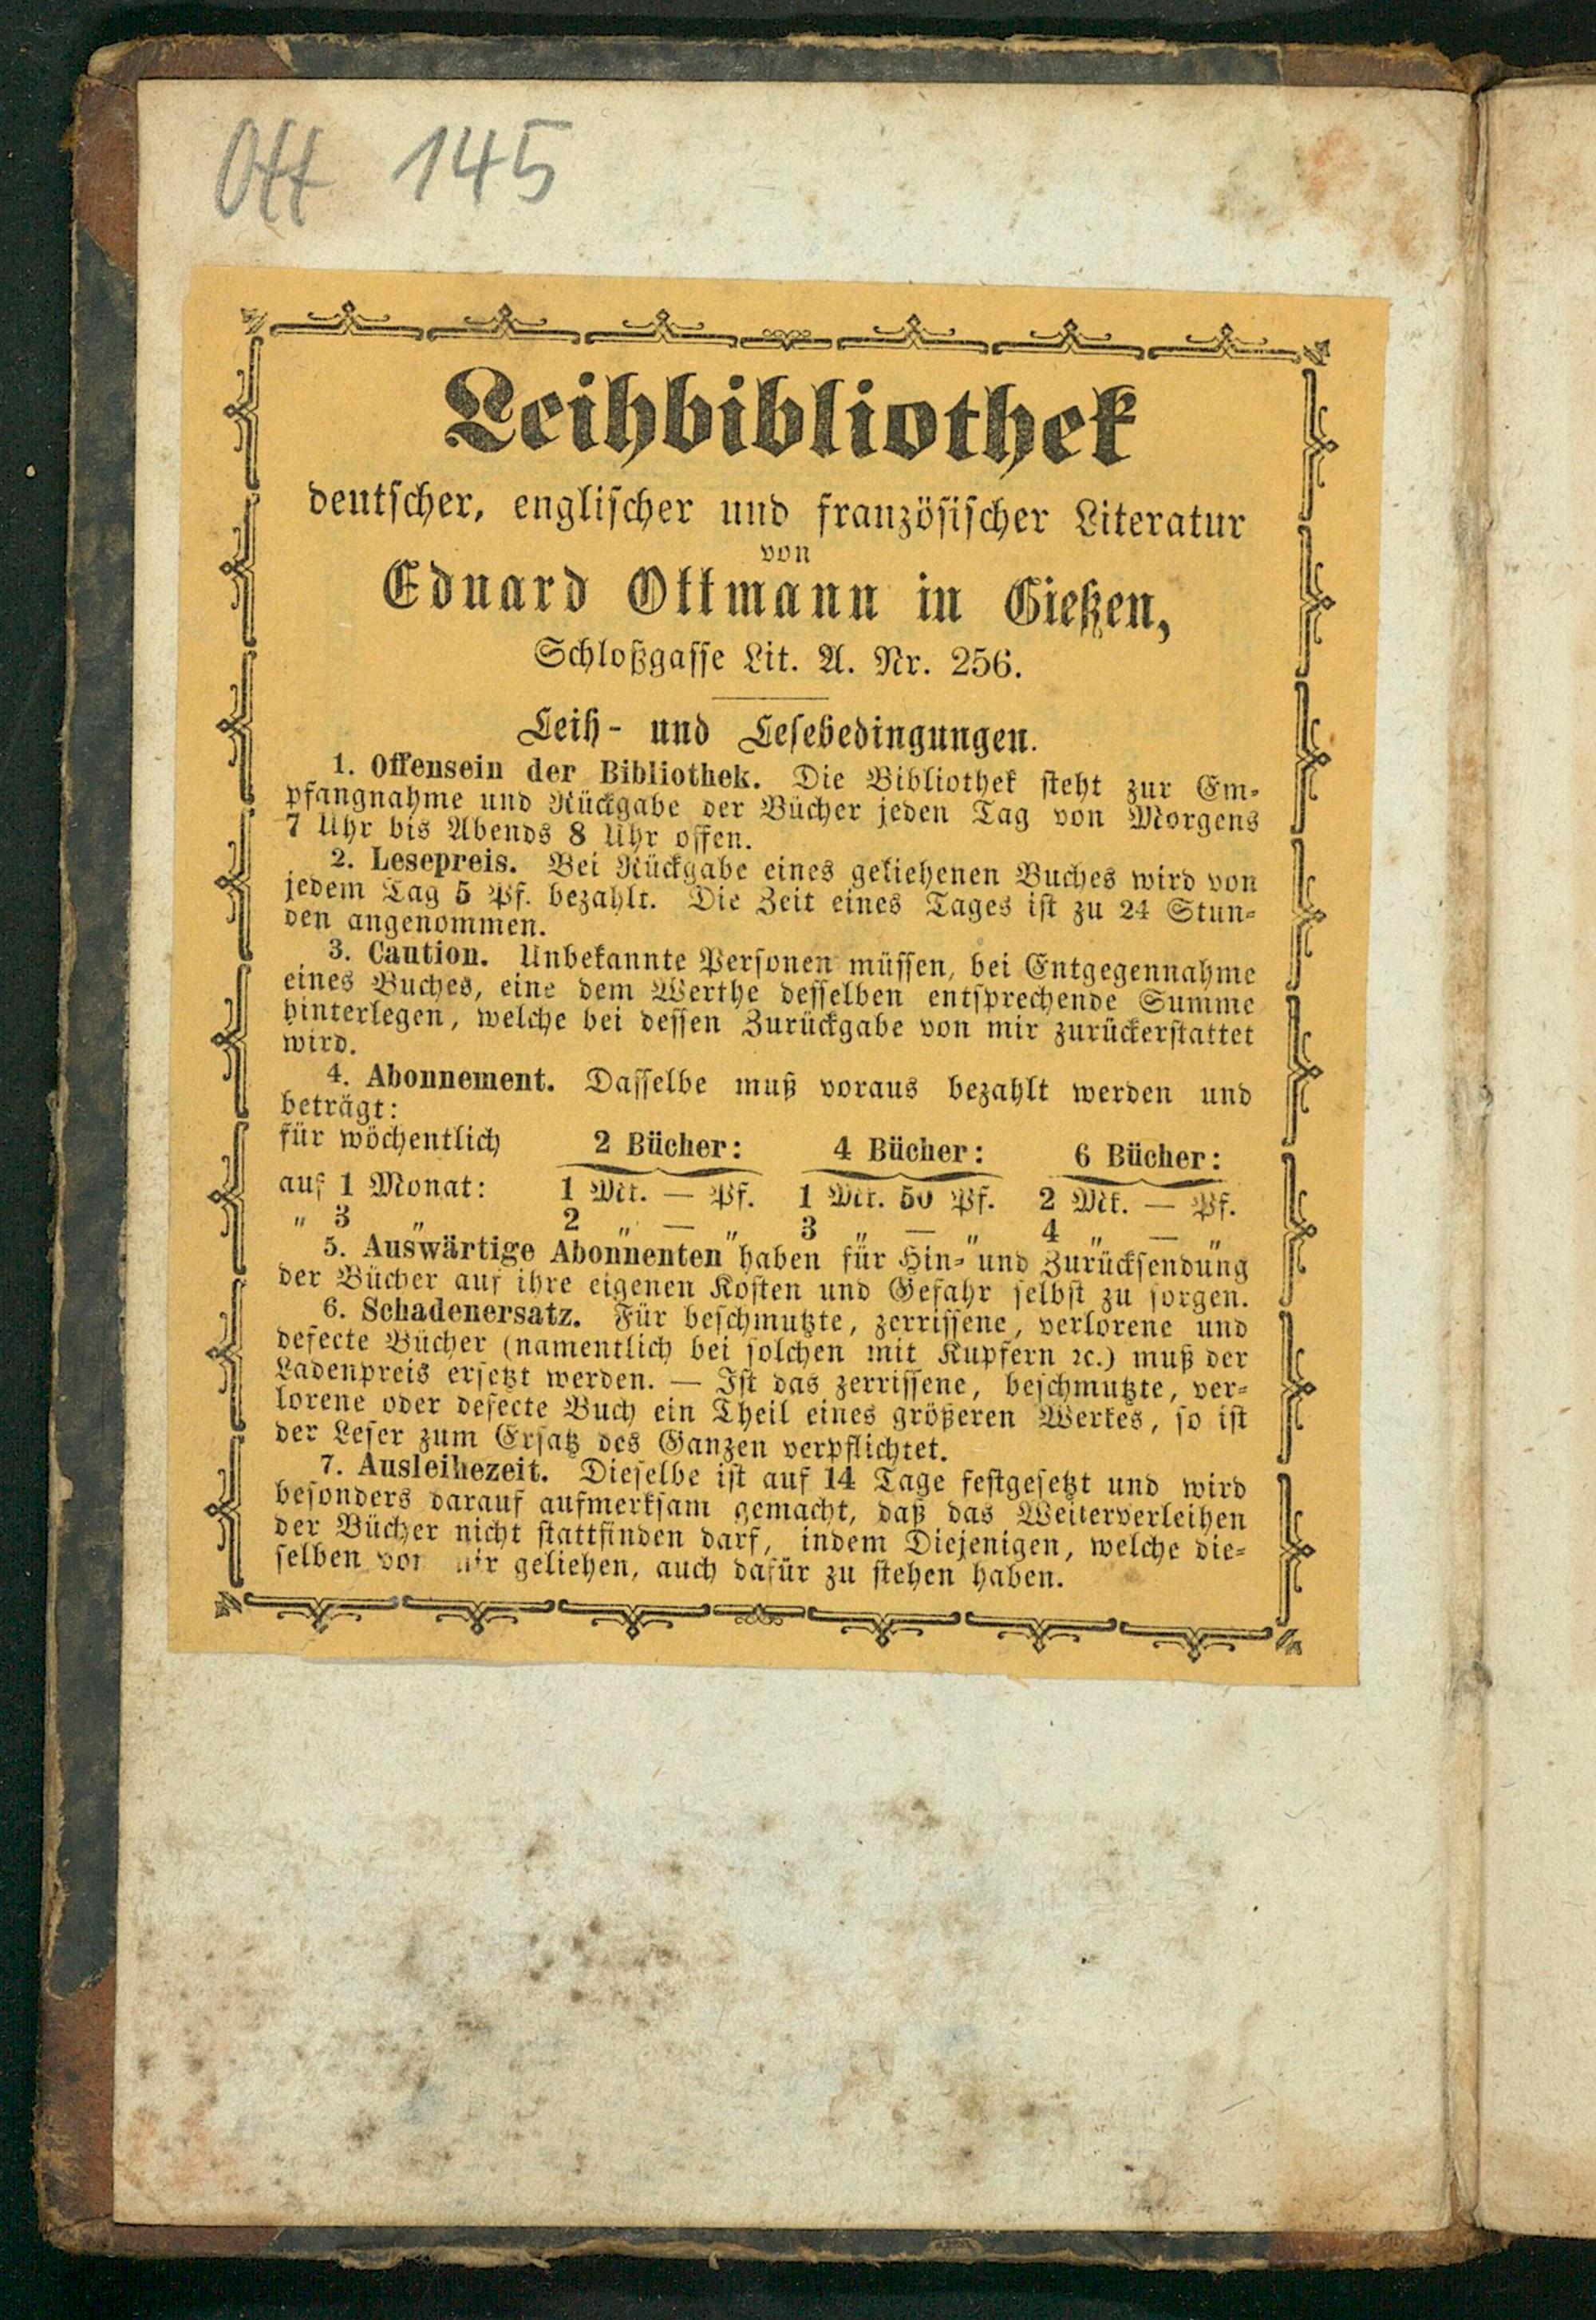 Ott 145
Leihbibliothek
deutscher, englischer und französischer Literatur
von
Eduard Ottmann in Gießen,
Schloßgasse Lit. A. Nr. 256.
Leih- und Lesebedingungen.
1. Offensein der Bibliothek. Die Bibliothek steht zur Em-
pfangnahme und Rückgabe der Bücher jeden Tag von Morgens
7 Uhr bis Abends 8 Uhr offen.
2. Lesepreis. Bei Rückgabe eines geliehenen Buches wird von
jedem Tag 5 Pf. bezahlt. Die Zeit eines Tages ist zu 24 Stun-
den angenommen.
3. Caution. Unbekannte Personen müssen, bei Entgegennahme
eines Buches, eine dem Werthe desselben entsprechende Summe
hinterlegen, welche bei dessen Zurückgabe von mir zurückerstattet
wird.
4. Abonnement. Dasselbe muß voraus bezahlt werden und
beträgt:
für wöchentlich 2 Bücher: 4 Bücher: 6 Bücher:
auf 1 Monat: 1 Mk. — Pf. 1 Mk. 50 Pf. 2 Mk. — Pf.
" 3 " 2 " — " 3 " — " 4 " — "
5. Auswärtige Abonnenten haben für Hin- und Zurücksendung
der Bücher auf ihre eigenen Kosten und Gefahr selbst zu sorgen.
6. Schadenersatz. Für beschmutzte, zerrissene, verlorene und
defecte Bücher (namentlich bei solchen mit Kupfern ꝛc.) muß der
Ladenpreis ersetzt werden. — Ist das zerrissene, beschmutzte, ver-
lorene oder defecte Buch ein Theil eines größeren Werkes, so ist
der Leser zum Ersatz des Ganzen verpflichtet.
7. Ausleihezeit. Dieselbe ist auf 14 Tage festgesetzt und wird
besonders darauf aufmerksam gemacht, daß das Weiterverleihen
der Bücher nicht stattfinden darf, indem Diejenigen, welche die-
selben von mir geliehen, auch dafür zu stehen haben.